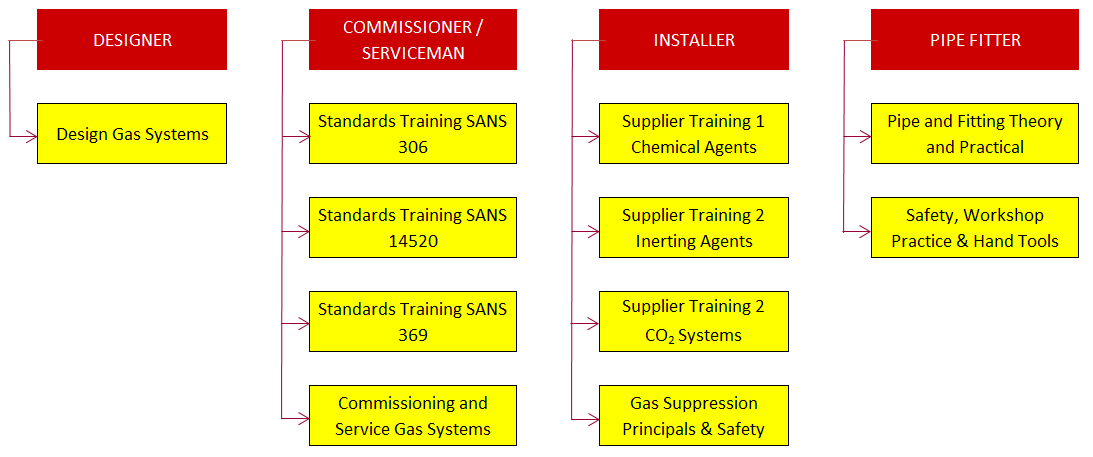 DESIGNER
Design Gas Systems
COMMISSIONER /
SERVICEMAN
Standards Training SANS
306
Standards Training SANS
14520
Standards Training SANS
369
Commissioning and
Service Gas Systems
INSTALLER
Supplier Training 1
Chemical Agents
Supplier Training 2
Inerting Agents
Supplier Training 2
CO₂ Systems
Gas Suppression
Principals & Safety
PIPE FITTER
Pipe and Fitting Theory
and Practical
Safety, Workshop
Practice & Hand Tools